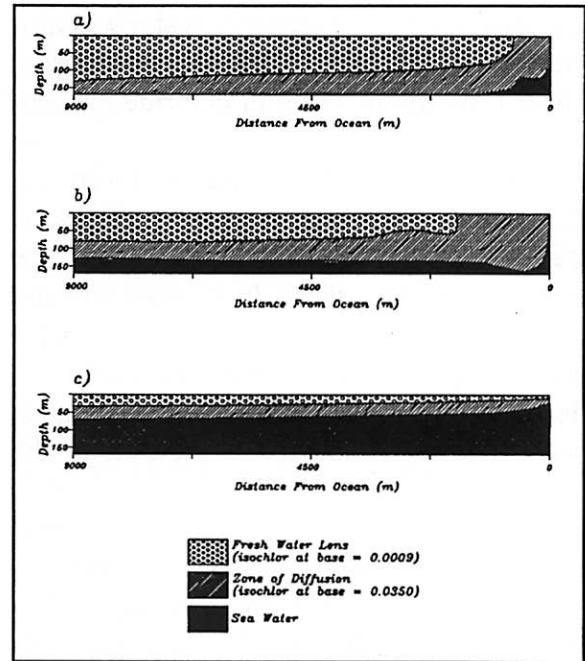 a)
Depth (m)
50
100
150
9000
4500
0
Distance From Ocean (m)
b)
Depth (m)
50
100
150
9000
4500
0
Distance From Ocean (m)
c)
Depth (m)
50
100
150
9000
4500
0
Distance From Ocean (m)
Fresh Water Lens
(isochlor at base = 0.0009)
Zone of Diffusion
(isochlor at base = 0.0350)
Sea Water